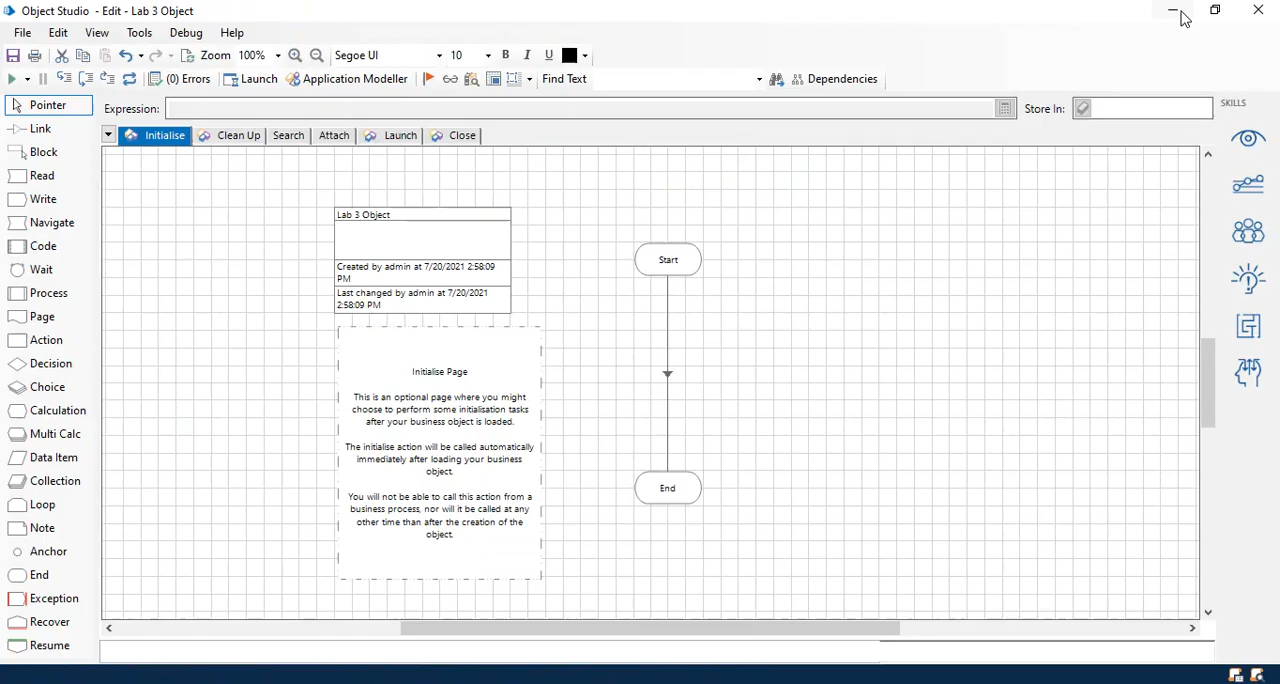 Object Studio - Edit - Lab 3 Object
File Edit View Tools Debug Help
Zoom 100% Segoe UI 10 B I U
(0) Errors Launch Application Modeller Find Text Dependencies
Expression: Store In: SKILLS
Pointer
Link
Block
Read
Write
Navigate
Code
Wait
Process
Page
Action
Decision
Choice
Calculation
Multi Calc
Data Item
Collection
Loop
Note
Anchor
End
Exception
Recover
Resume
Initialise Clean Up Search Attach Launch Close
Lab 3 Object
Created by admin at 7/20/2021 2:58:09
PM
Last changed by admin at 7/20/2021
2:58:09 PM
Initialise Page
This is an optional page where you might
choose to perform some initialisation tasks
after your business object is loaded.
The initialise action will be called automatically
immediately after loading your business
object.
You will not be able to call this action from a
business process, nor will it be called at any
other time than after the creation of the
object.
Start
End